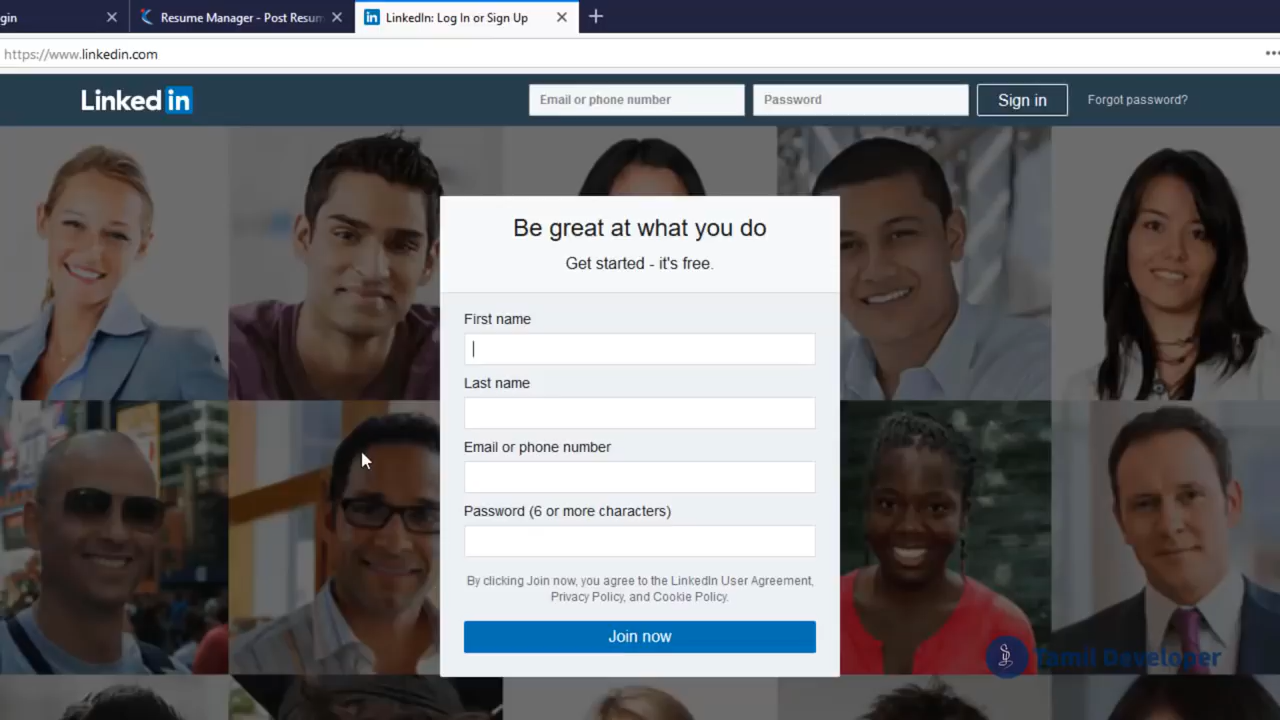 gin
Resume Manager - Post Resum
LinkedIn: Log In or Sign Up
https://www.linkedin.com
Linked in
Email or phone number
Password
Sign in
Forgot password?
Be great at what you do
Get started - it's free.
First name
Last name
Email or phone number
Password (6 or more characters)
By clicking Join now, you agree to the LinkedIn User Agreement,
Privacy Policy, and Cookie Policy.
Join now
Tamil Developer